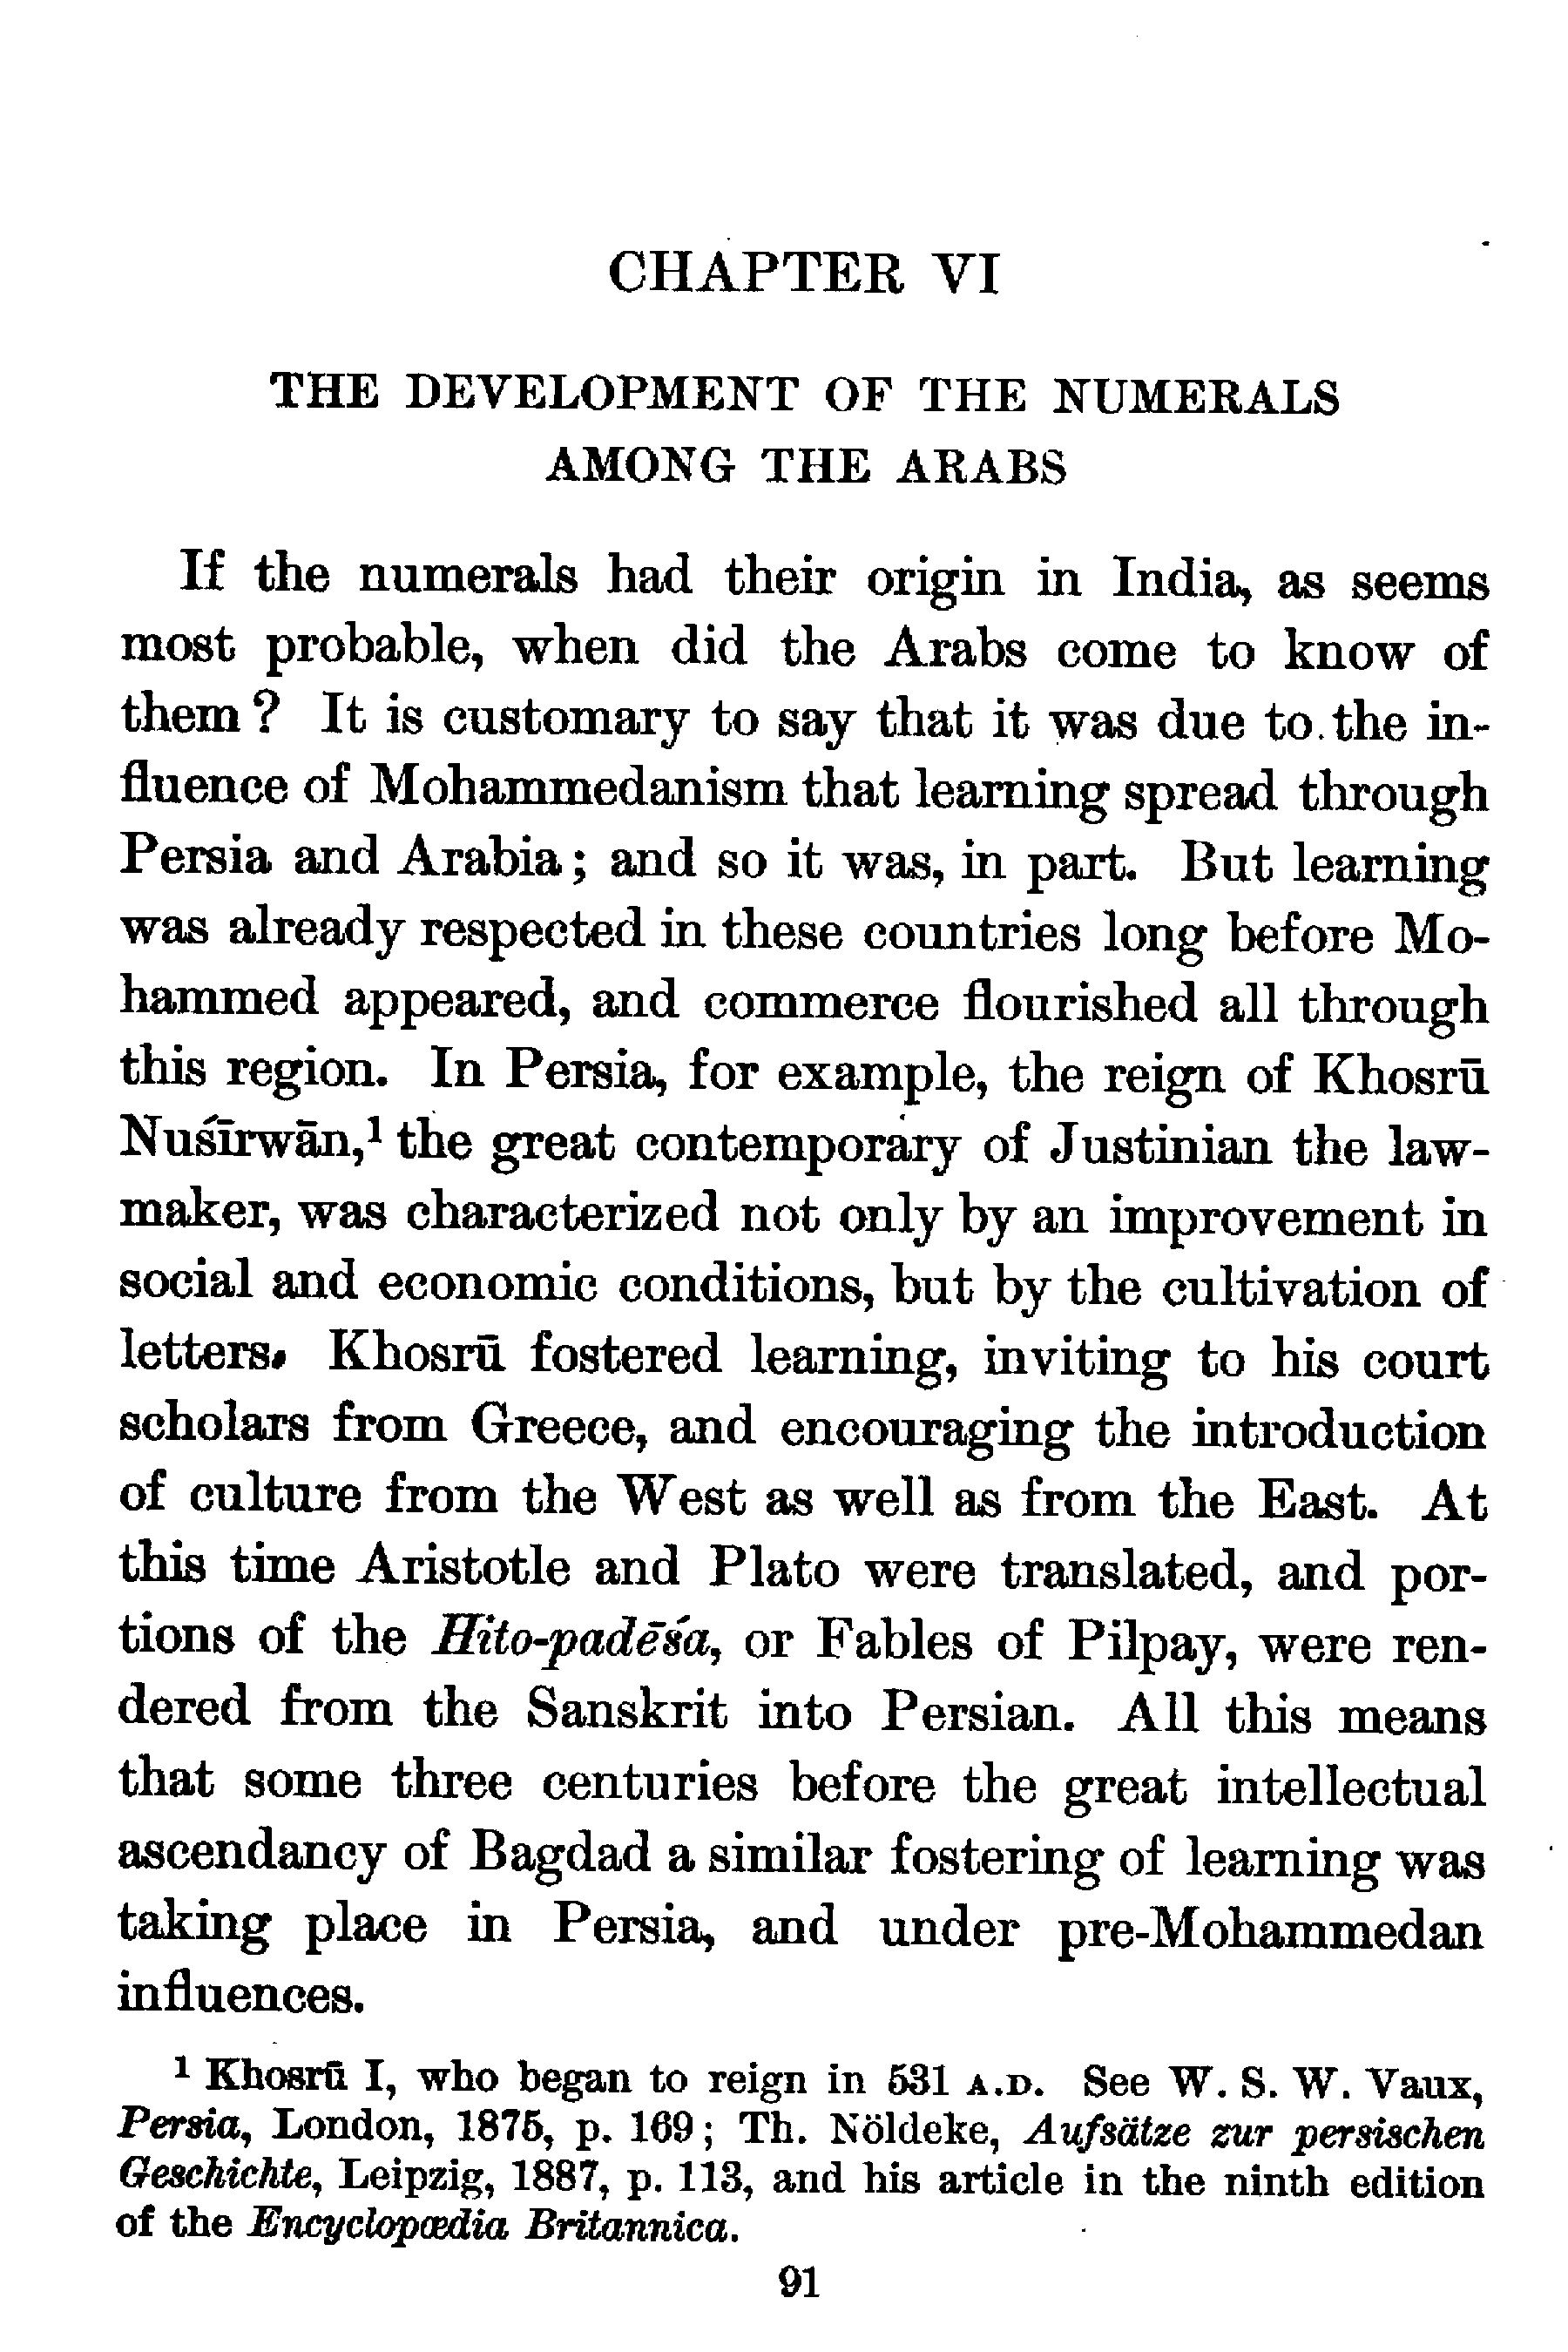 CHAPTER VI
THE DEVELOPMENT OF THE NUMERALS
AMONG THE ARABS
If the numerals had their origin in India, as seems
most probable, when did the Arabs come to know of
them? It is customary to say that it was due to the in-
fluence of Mohammedanism that learning spread through
Persia and Arabia; and so it was, in part. But learning
was already respected in these countries long before Mo-
hammed appeared, and commerce flourished all through
this region. In Persia, for example, the reign of Khosrū
Nuśīrwān,¹ the great contemporary of Justinian the law-
maker, was characterized not only by an improvement in
social and economic conditions, but by the cultivation of
letters. Khosrū fostered learning, inviting to his court
scholars from Greece, and encouraging the introduction
of culture from the West as well as from the East. At
this time Aristotle and Plato were translated, and por-
tions of the Hito-padēśa, or Fables of Pilpay, were ren-
dered from the Sanskrit into Persian. All this means
that some three centuries before the great intellectual
ascendancy of Bagdad a similar fostering of learning was
taking place in Persia, and under pre-Mohammedan
influences.
¹ Khosrū I, who began to reign in 531 A.D. See W. S. W. Vaux,
Persia, London, 1875, p. 169; Th. Nöldeke, Aufsätze zur persischen
Geschichte, Leipzig, 1887, p. 113, and his article in the ninth edition
of the Encyclopœdia Britannica.
91